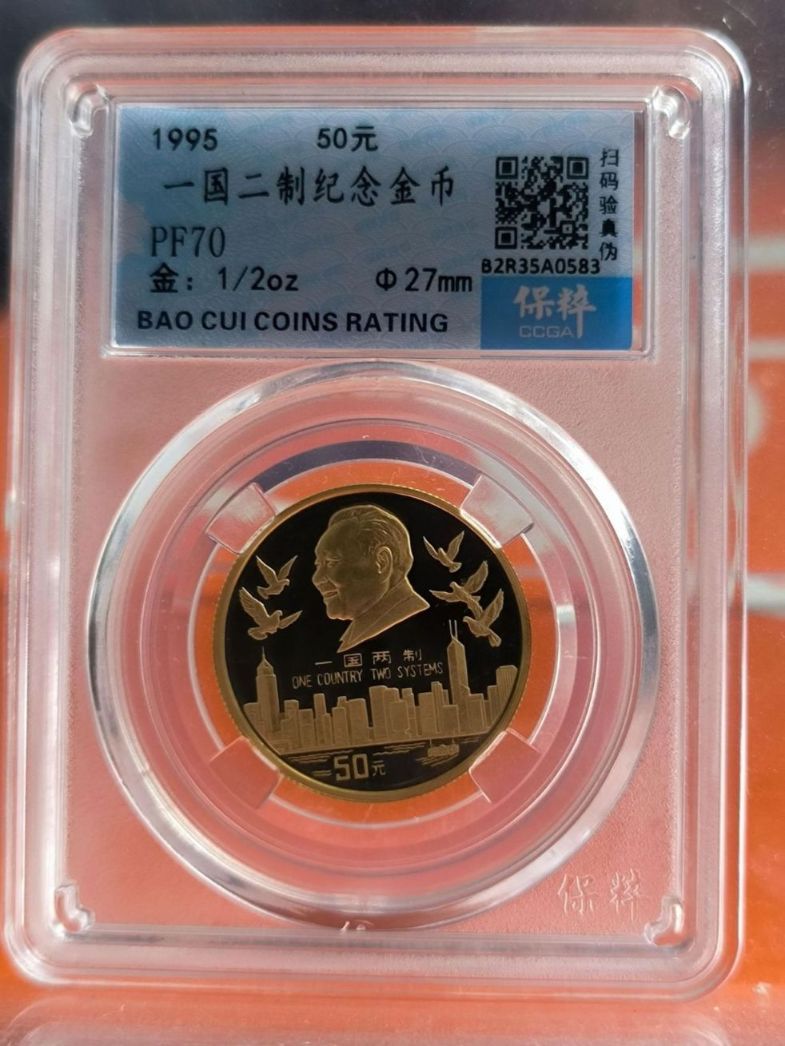 1995 50元
一国二制纪念金币
PF70
金：1/2oz Φ27mm
BAO CUI COINS RATING
扫码验真伪
B2R35A0583
保粹
CCGA
一国两制
ONE COUNTRY TWO SYSTEMS
50元
保粹